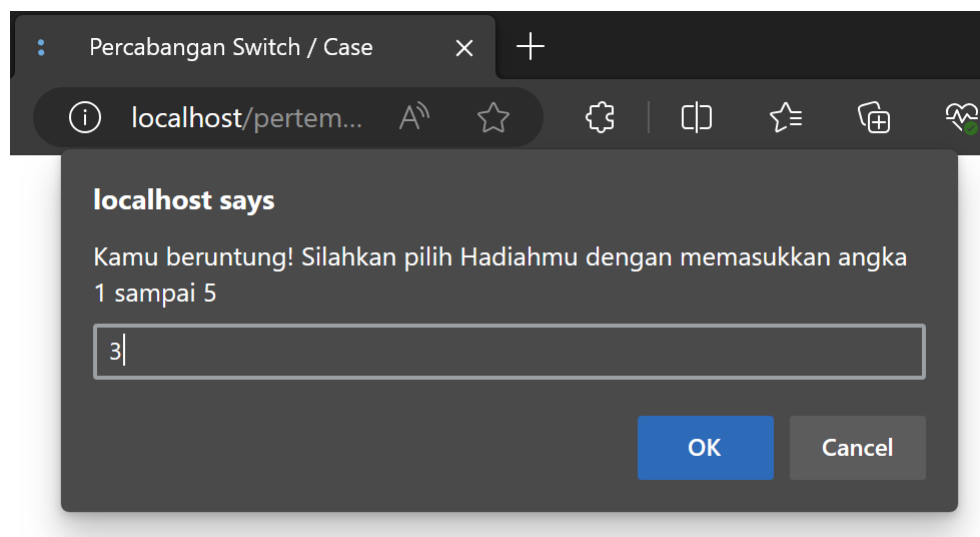 Percabangan Switch / Case
localhost/pertem...
localhost says
Kamu beruntung! Silahkan pilih Hadiahmu dengan memasukkan angka
1 sampai 5
3
OK
Cancel